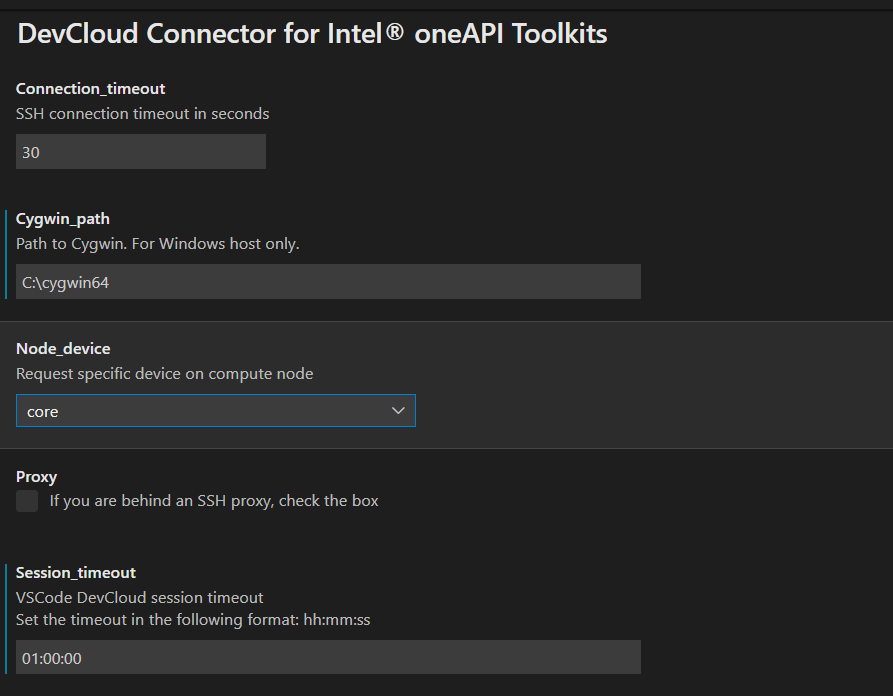 DevCloud Connector for Intel® oneAPI Toolkits
Connection_timeout
SSH connection timeout in seconds
30
Cygwin_path
Path to Cygwin. For Windows host only.
C:\cygwin64
Node_device
Request specific device on compute node
core
Proxy
If you are behind an SSH proxy, check the box
Session_timeout
VSCode DevCloud session timeout
Set the timeout in the following format: hh:mm:ss
01:00:00